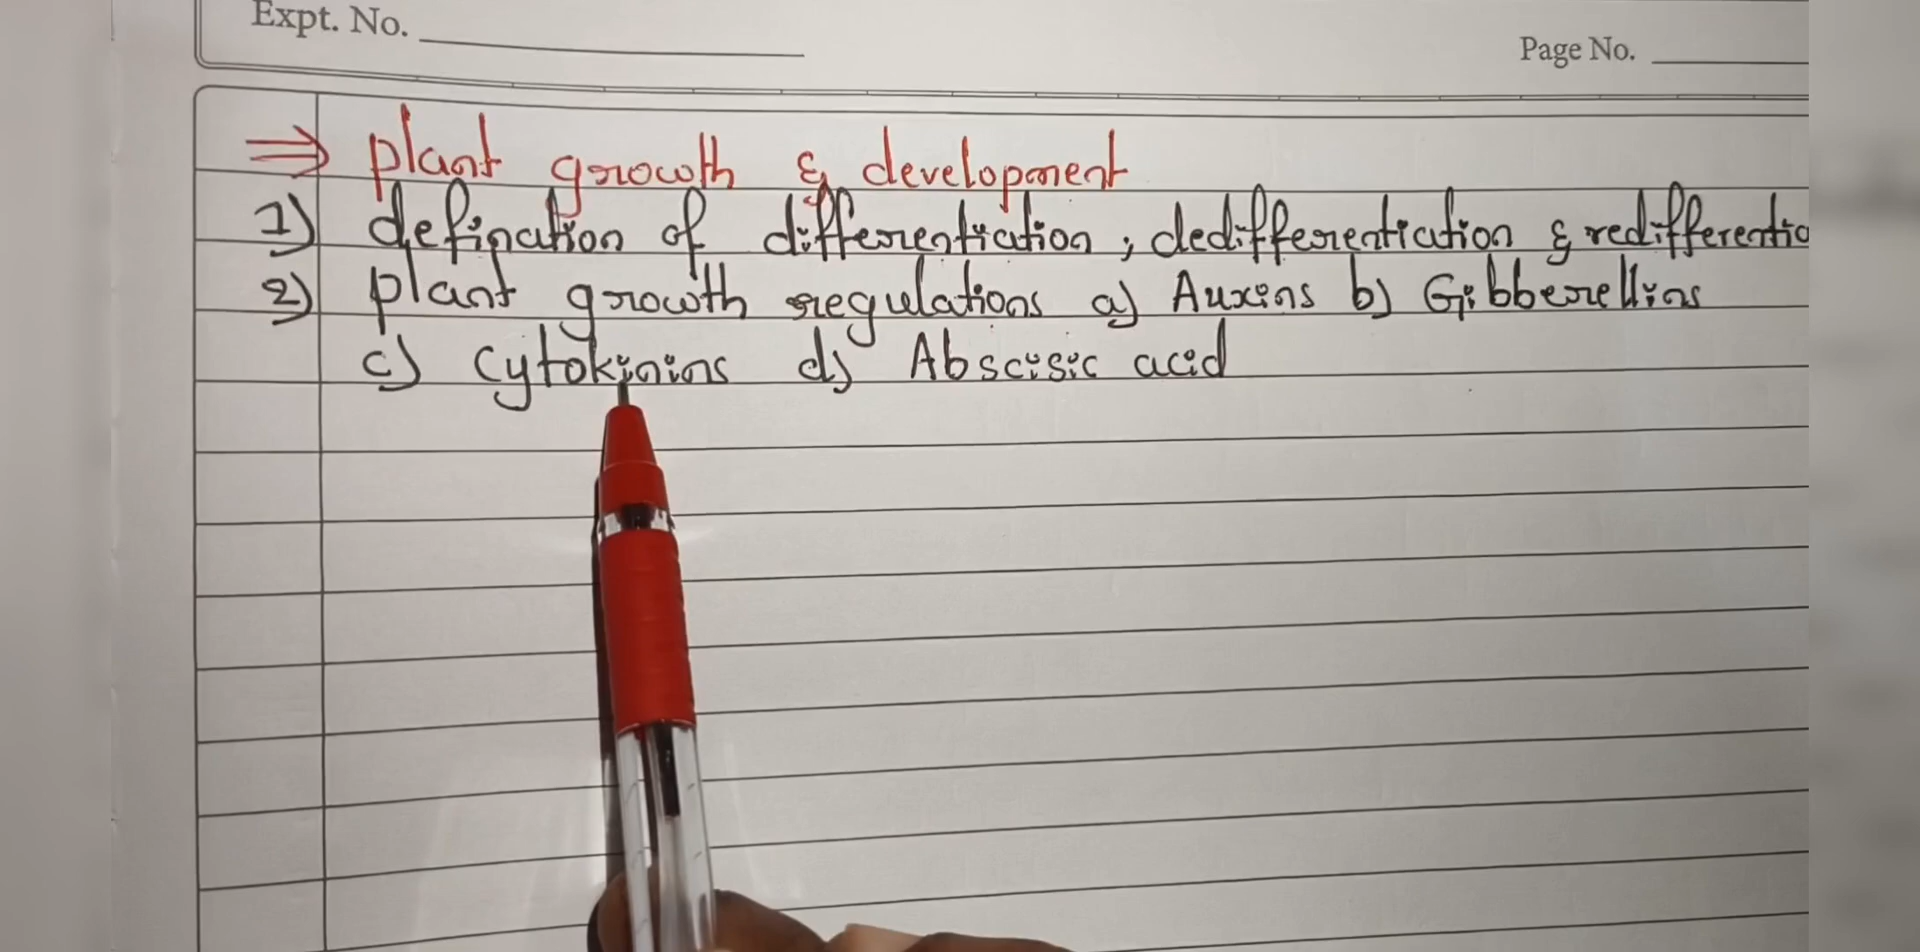 Expt. No.
Page No.
⇒ plant growth & development
1) defination of differentiation, dedifferentiation & redifferentio
2) plant growth regulations a) Auxins b) Gibberellins
c) Cytokinins d) Abscisic acid